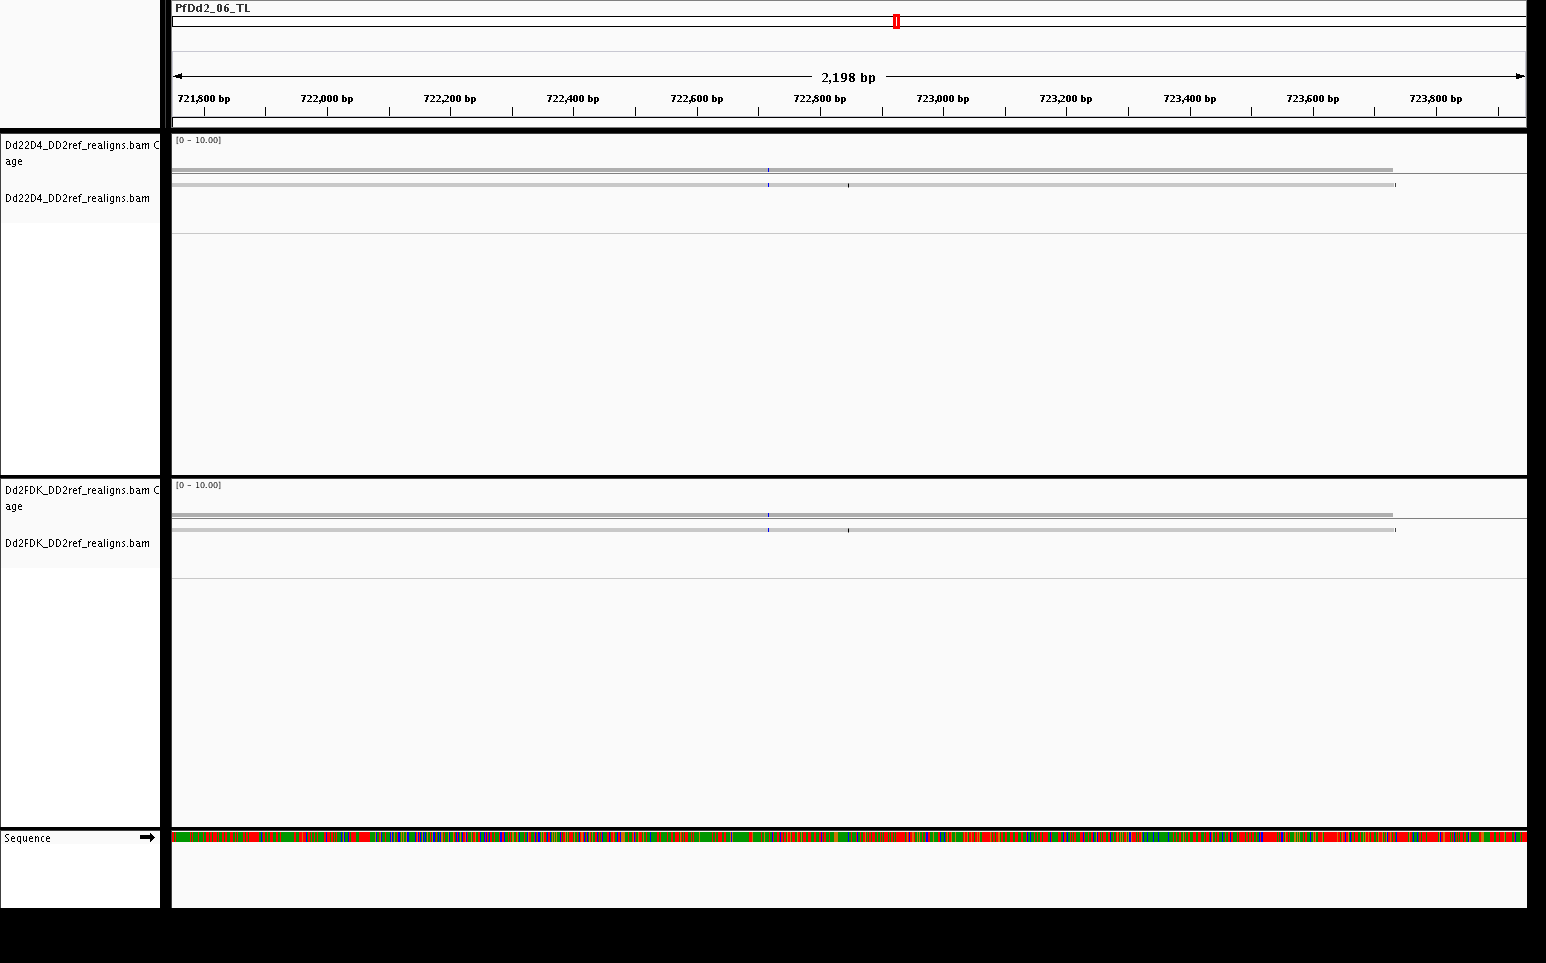 PfDd2_06_TL
2,198 bp
721,800 bp 722,000 bp 722,200 bp 722,400 bp 722,600 bp 722,800 bp 723,000 bp 723,200 bp 723,400 bp 723,600 bp 723,800 bp
Dd22D4_DD2ref_realigns.bam C
age
[0 - 10.00]
Dd22D4_DD2ref_realigns.bam
Dd2FDK_DD2ref_realigns.bam C
age
[0 - 10.00]
Dd2FDK_DD2ref_realigns.bam
Sequence